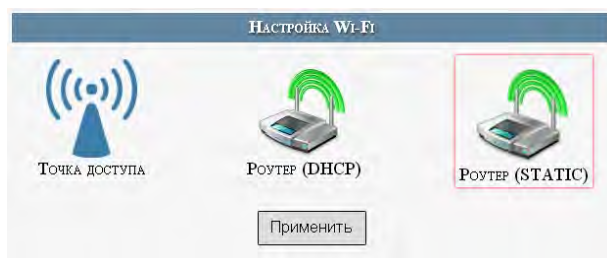 Настройка Wi-Fi
Точка доступа
Роутер (DHCP)
Роутер (STATIC)
Применить